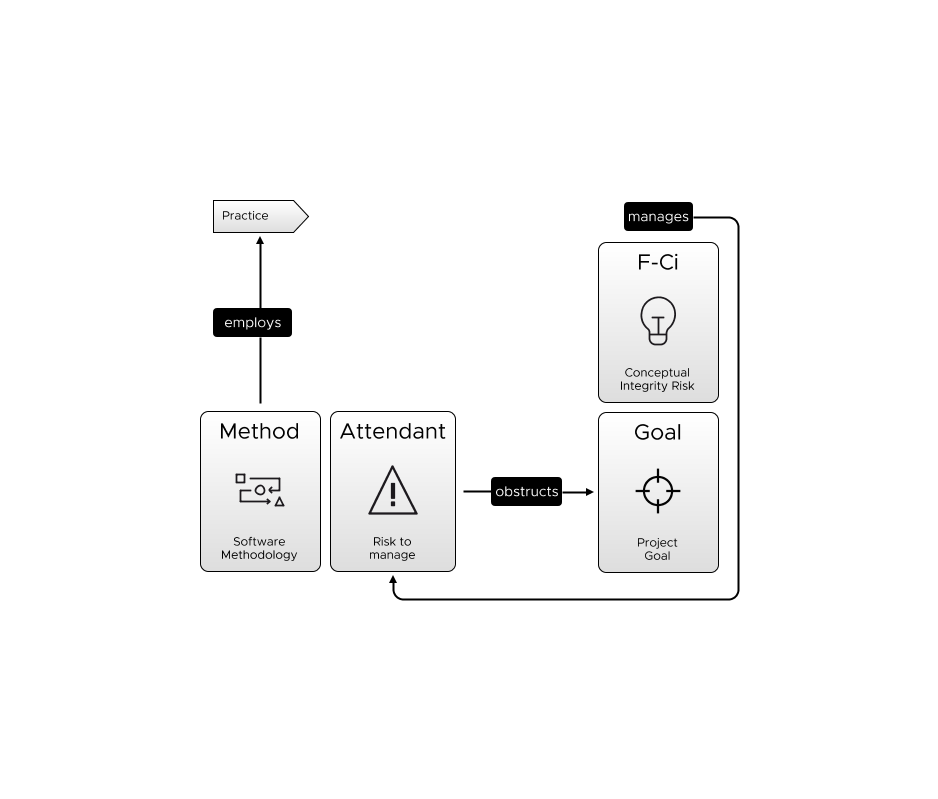 Practice
manages
F-Ci
employs
Conceptual
Integrity Risk
Method
Attendant
Goal
obstructs
Software
Methodology
Risk to
manage
Project
Goal